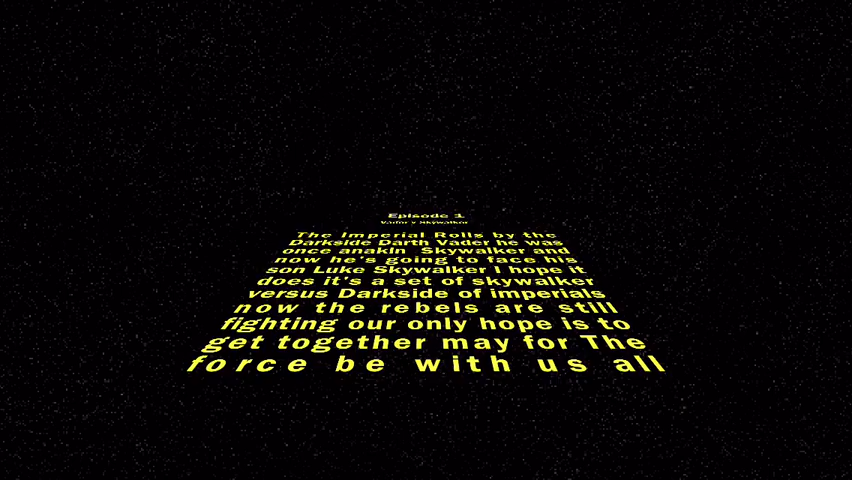 Episode 1
Vador v Skywalker
The Imperial Rolls by the
Darkside Darth Vader he was
once anakin Skywalker and
now he's going to face his
son Luke Skywalker I hope it
does it's a set of skywalker
versus Darkside of imperials
now the rebels are still
fighting our only hope is to
get together may for The
force be with us all